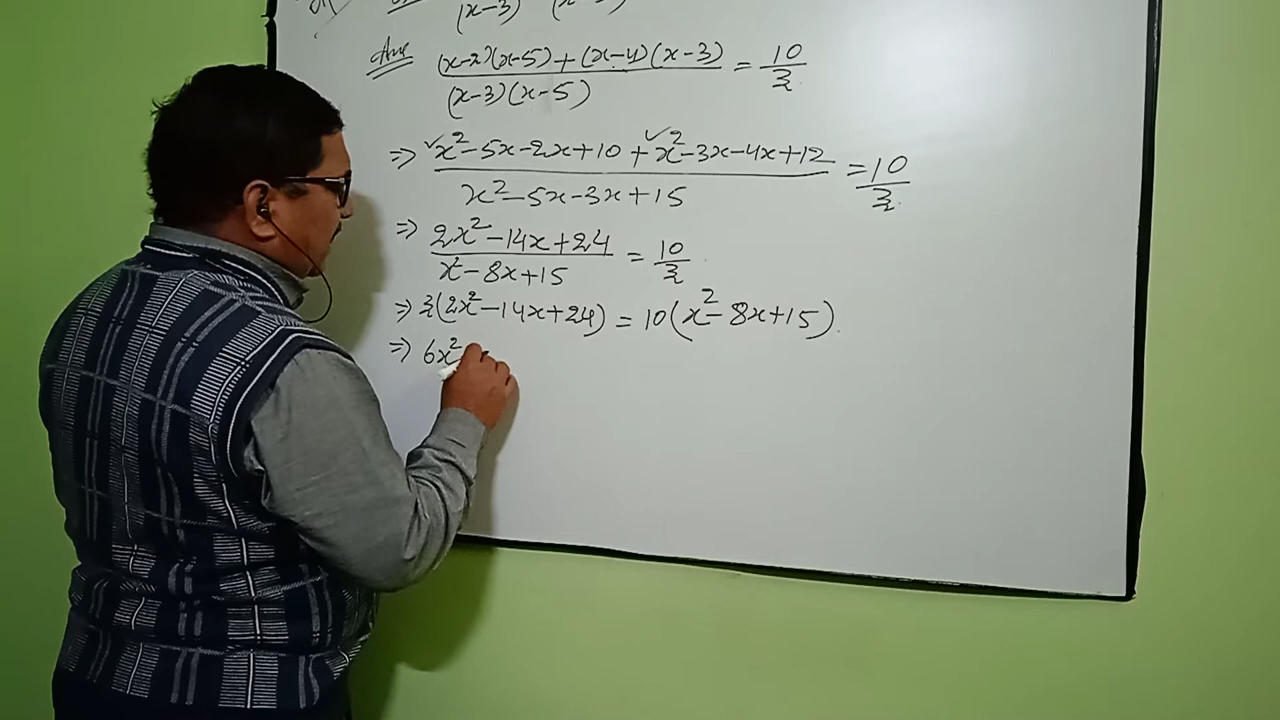 (x-3)
Ans (x-2)(x-5)+(x-4)(x-3) = 10
(x-3)(x-5) 3
=> x²-5x-2x+10+x²-3x-4x+12 = 10
x²-5x-3x+15 3
=> 2x²-14x+24 = 10
x²-8x+15 3
=> 3(2x²-14x+24) = 10(x²-8x+15)
=> 6x²